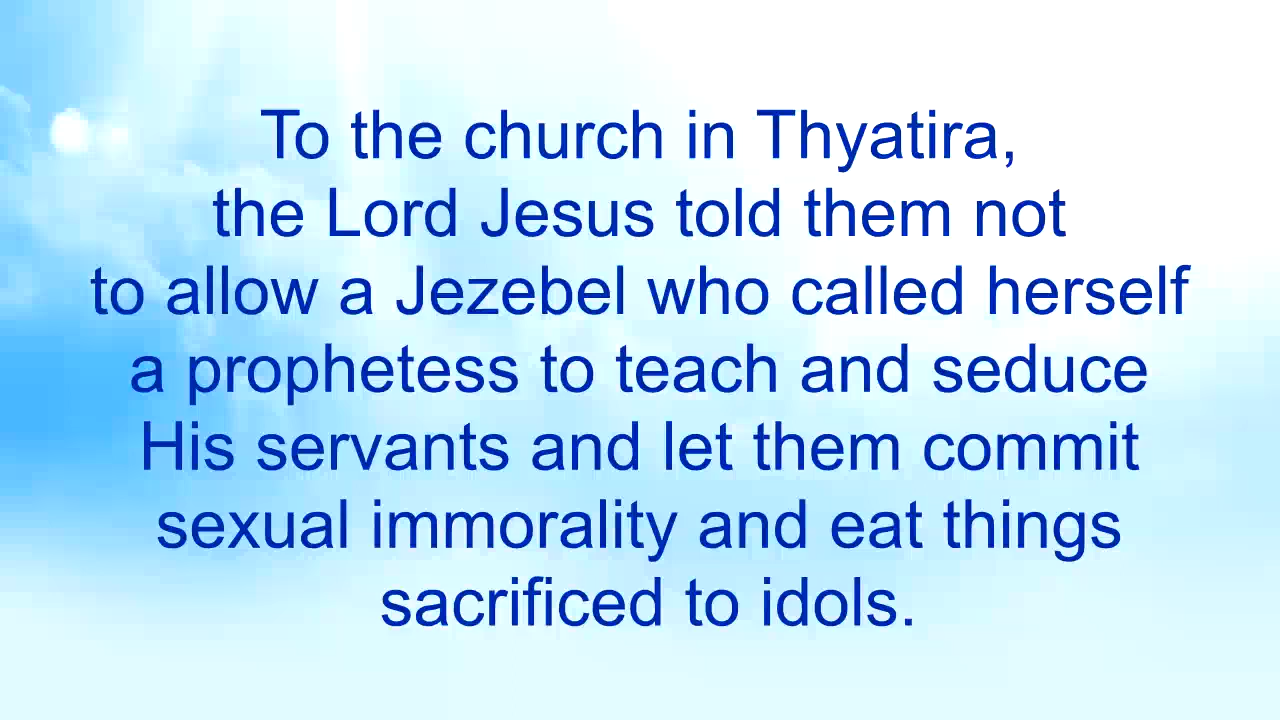 To the church in Thyatira,
the Lord Jesus told them not
to allow a Jezebel who called herself
a prophetess to teach and seduce
His servants and let them commit
sexual immorality and eat things
sacrificed to idols.